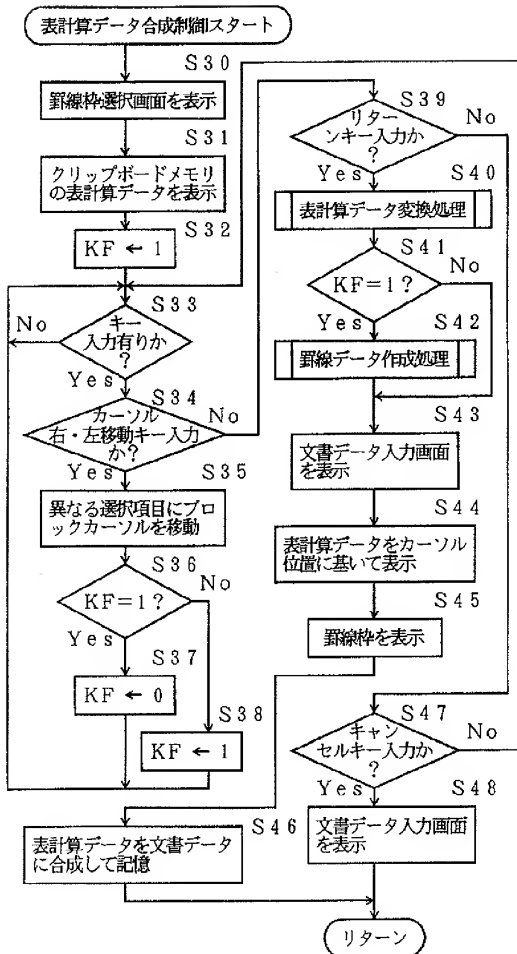 表計算データ合成制御スタート
S30
罫線枠選択画面を表示
S31
クリップボードメモリ
の表計算データを表示
S32
KF ← 1
S33
キー
入力有りか
?
No
Yes
S34
カーソル
右・左移動キー入力
か?
No
Yes
S35
異なる選択項目にブロ
ックカーソルを移動
S36
KF=1?
No
Yes
S37
KF ← 0
S38
KF ← 1
S39
リター
ンキー入力か
?
No
Yes
S40
表計算データ変換処理
S41
KF=1?
No
Yes
S42
罫線データ作成処理
S43
文書データ入力画面
を表示
S44
表計算データをカーソル
位置に基いて表示
S45
罫線枠を表示
S46
表計算データを文書データ
に合成して記憶
S47
キャン
セルキー入力か
?
No
Yes
S48
文書データ入力画面
を表示
リターン